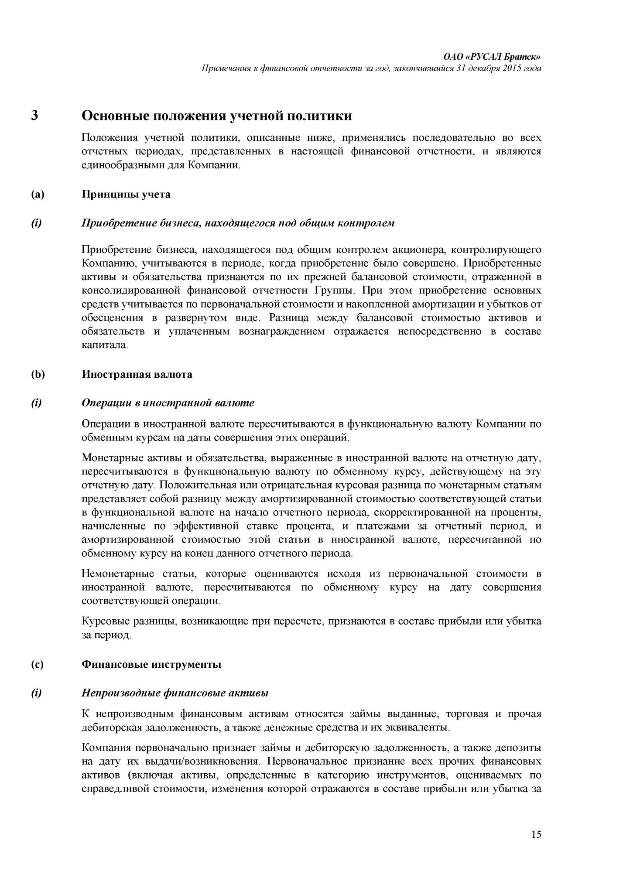 ОАО «РУСАЛ Братск»
Примечания к финансовой отчетности за год, закончившийся 31 декабря 2015 года
3 Основные положения учетной политики
Положения учетной политики, описанные ниже, применялись последовательно во всех
отчетных периодах, представленных в настоящей финансовой отчетности, и являются
единообразными для Компании.
(a) Принципы учета
(i) Приобретение бизнеса, находящегося под общим контролем
Приобретение бизнеса, находящегося под общим контролем акционера, контролирующего
Компанию, учитываются в периоде, когда приобретение было совершено. Приобретенные
активы и обязательства признаются по их прежней балансовой стоимости, отраженной в
консолидированной финансовой отчетности Группы. При этом приобретение основных
средств учитывается по первоначальной стоимости и накопленной амортизации и убытков от
обесценения в развернутом виде. Разница между балансовой стоимостью активов и
обязательств и уплаченным вознаграждением отражается непосредственно в составе
капитала.
(b) Иностранная валюта
(i) Операции в иностранной валюте
Операции в иностранной валюте пересчитываются в функциональную валюту Компании по
обменным курсам на даты совершения этих операций.
Монетарные активы и обязательства, выраженные в иностранной валюте на отчетную дату,
пересчитываются в функциональную валюту по обменному курсу, действующему на эту
отчетную дату. Положительная или отрицательная курсовая разница по монетарным статьям
представляет собой разницу между амортизированной стоимостью соответствующей статьи
в функциональной валюте на начало отчетного периода, скорректированной на проценты,
начисленные по эффективной ставке процента, и платежами за отчетный период, и
амортизированной стоимостью этой статьи в иностранной валюте, пересчитанной по
обменному курсу на конец данного отчетного периода.
Немонетарные статьи, которые оцениваются исходя из первоначальной стоимости в
иностранной валюте, пересчитываются по обменному курсу на дату совершения
соответствующей операции.
Курсовые разницы, возникающие при пересчете, признаются в составе прибыли или убытка
за период.
(c) Финансовые инструменты
(i) Непроизводные финансовые активы
К непроизводным финансовым активам относятся займы выданные, торговая и прочая
дебиторская задолженность, а также денежные средства и их эквиваленты.
Компания первоначально признает займы и дебиторскую задолженность, а также депозиты
на дату их выдачи/возникновения. Первоначальное признание всех прочих финансовых
активов (включая активы, определенные в категорию инструментов, оцениваемых по
справедливой стоимости, изменения которой отражаются в составе прибыли или убытка за
15